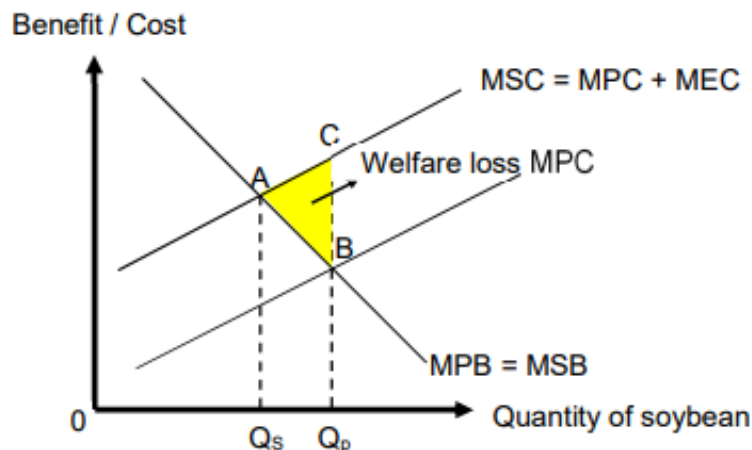 Benefit / Cost
MSC = MPC + MEC
C
Welfare loss MPC
A
B
MPB = MSB
0
Quantity of soybean
Qs Qp